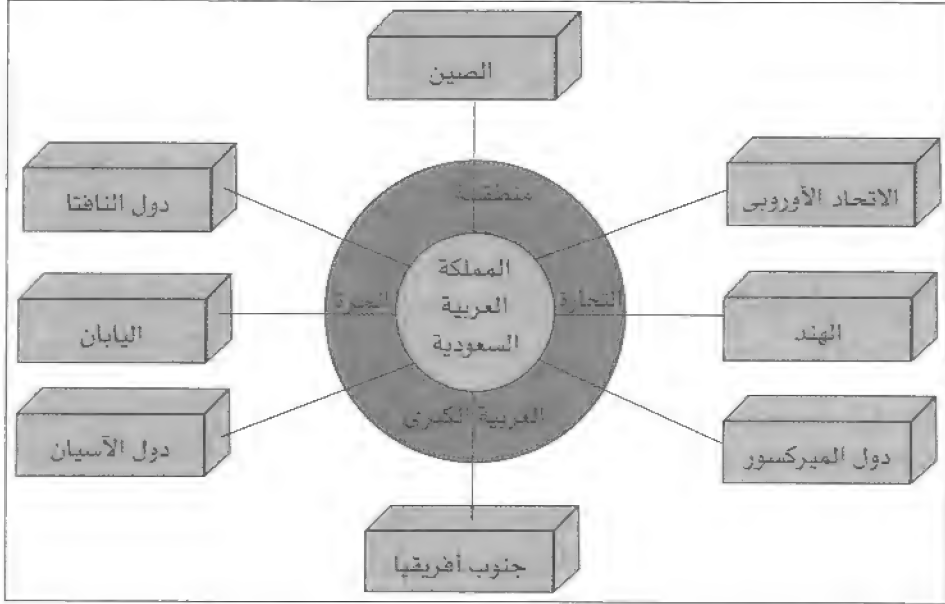 الصين
الاتحاد الآوروبى
دول النافتا
منطقة
المملكة
العربية
السعودية
التجارة
الحرة
الهند
اليابان
العربية الكبرى
دول الميركسور
دول الآسيان
جنوب أفريقيا